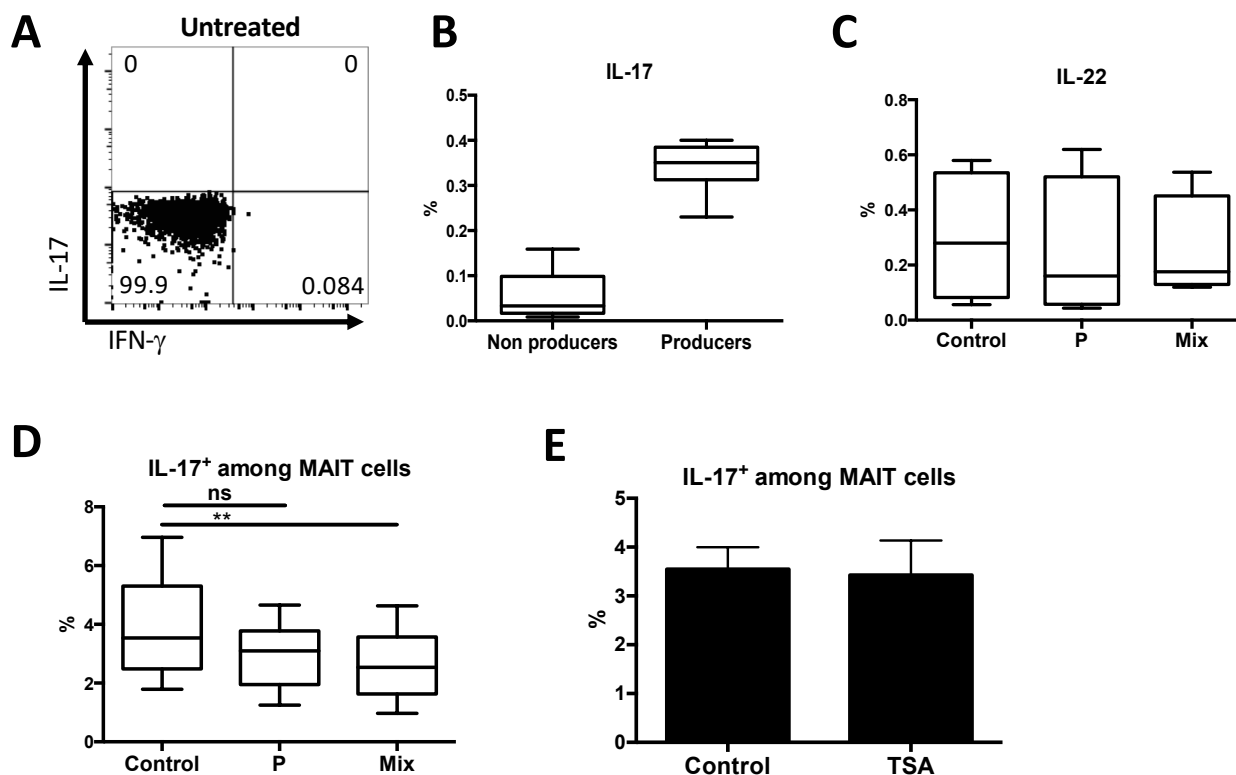 A
Untreated
0
0
99.9
0.084
IL-17
IFN-γ
B
IL-17
0.5
0.4
0.3
0.2
0.1
0.0
%
Non producers
Producers
C
IL-22
0.8
0.6
0.4
0.2
0.0
%
Control
P
Mix
D
IL-17+ among MAIT cells
ns
**
8
6
4
2
0
%
Control
P
Mix
E
IL-17+ among MAIT cells
5
4
3
2
1
0
%
Control
TSA